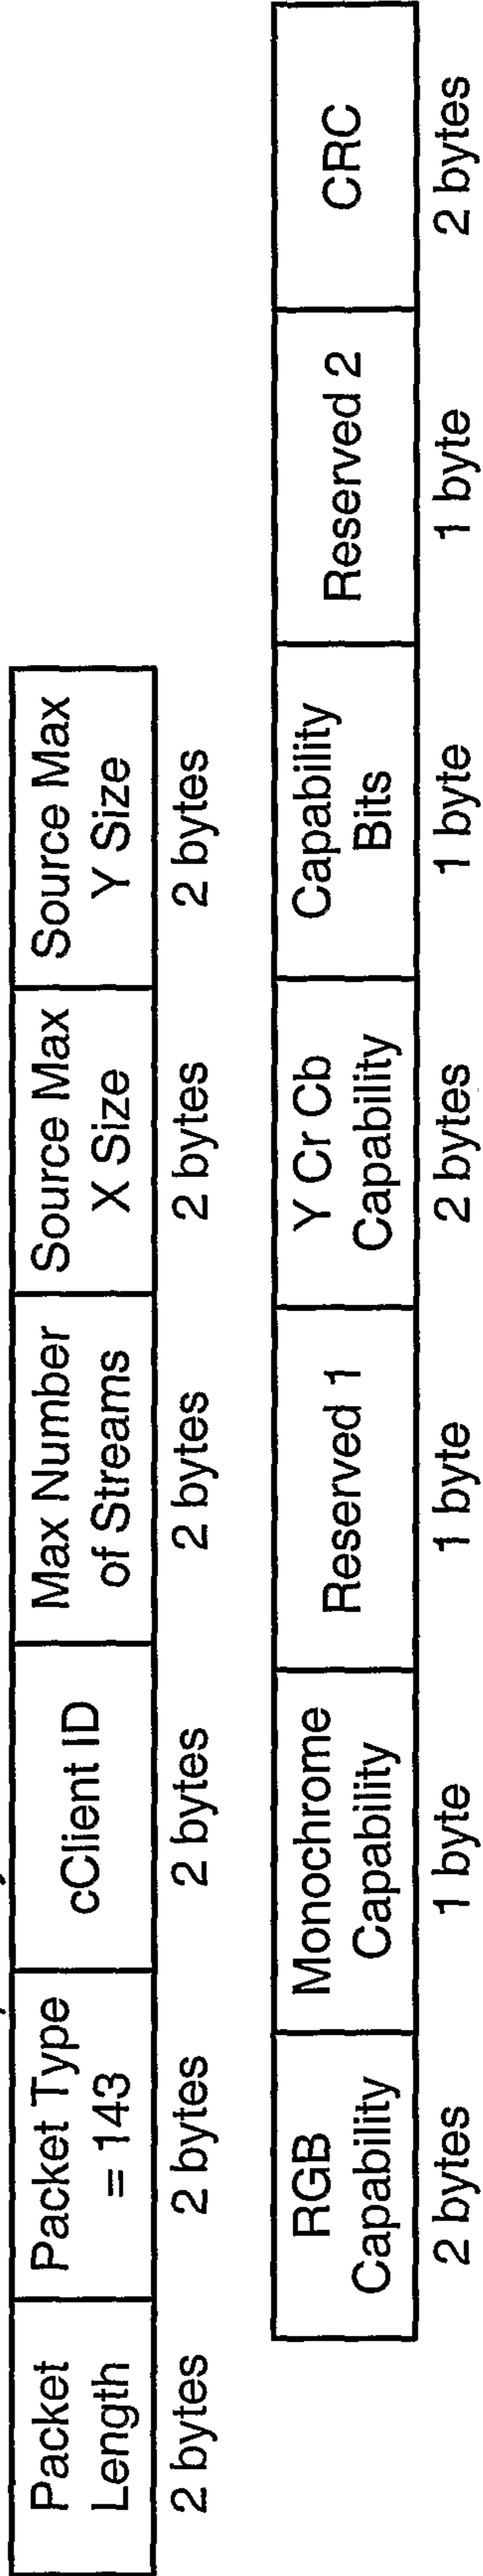 Packet
Length
2 bytes
Packet Type
= 143
2 bytes
cClient ID
2 bytes
Max Number
of Streams
2 bytes
Source Max
X Size
2 bytes
Source Max
Y Size
2 bytes
RGB
Capability
2 bytes
Monochrome
Capability
1 byte
Reserved 1
1 byte
Y Cr Cb
Capability
2 bytes
Capability
Bits
1 byte
Reserved 2
1 byte
CRC
2 bytes